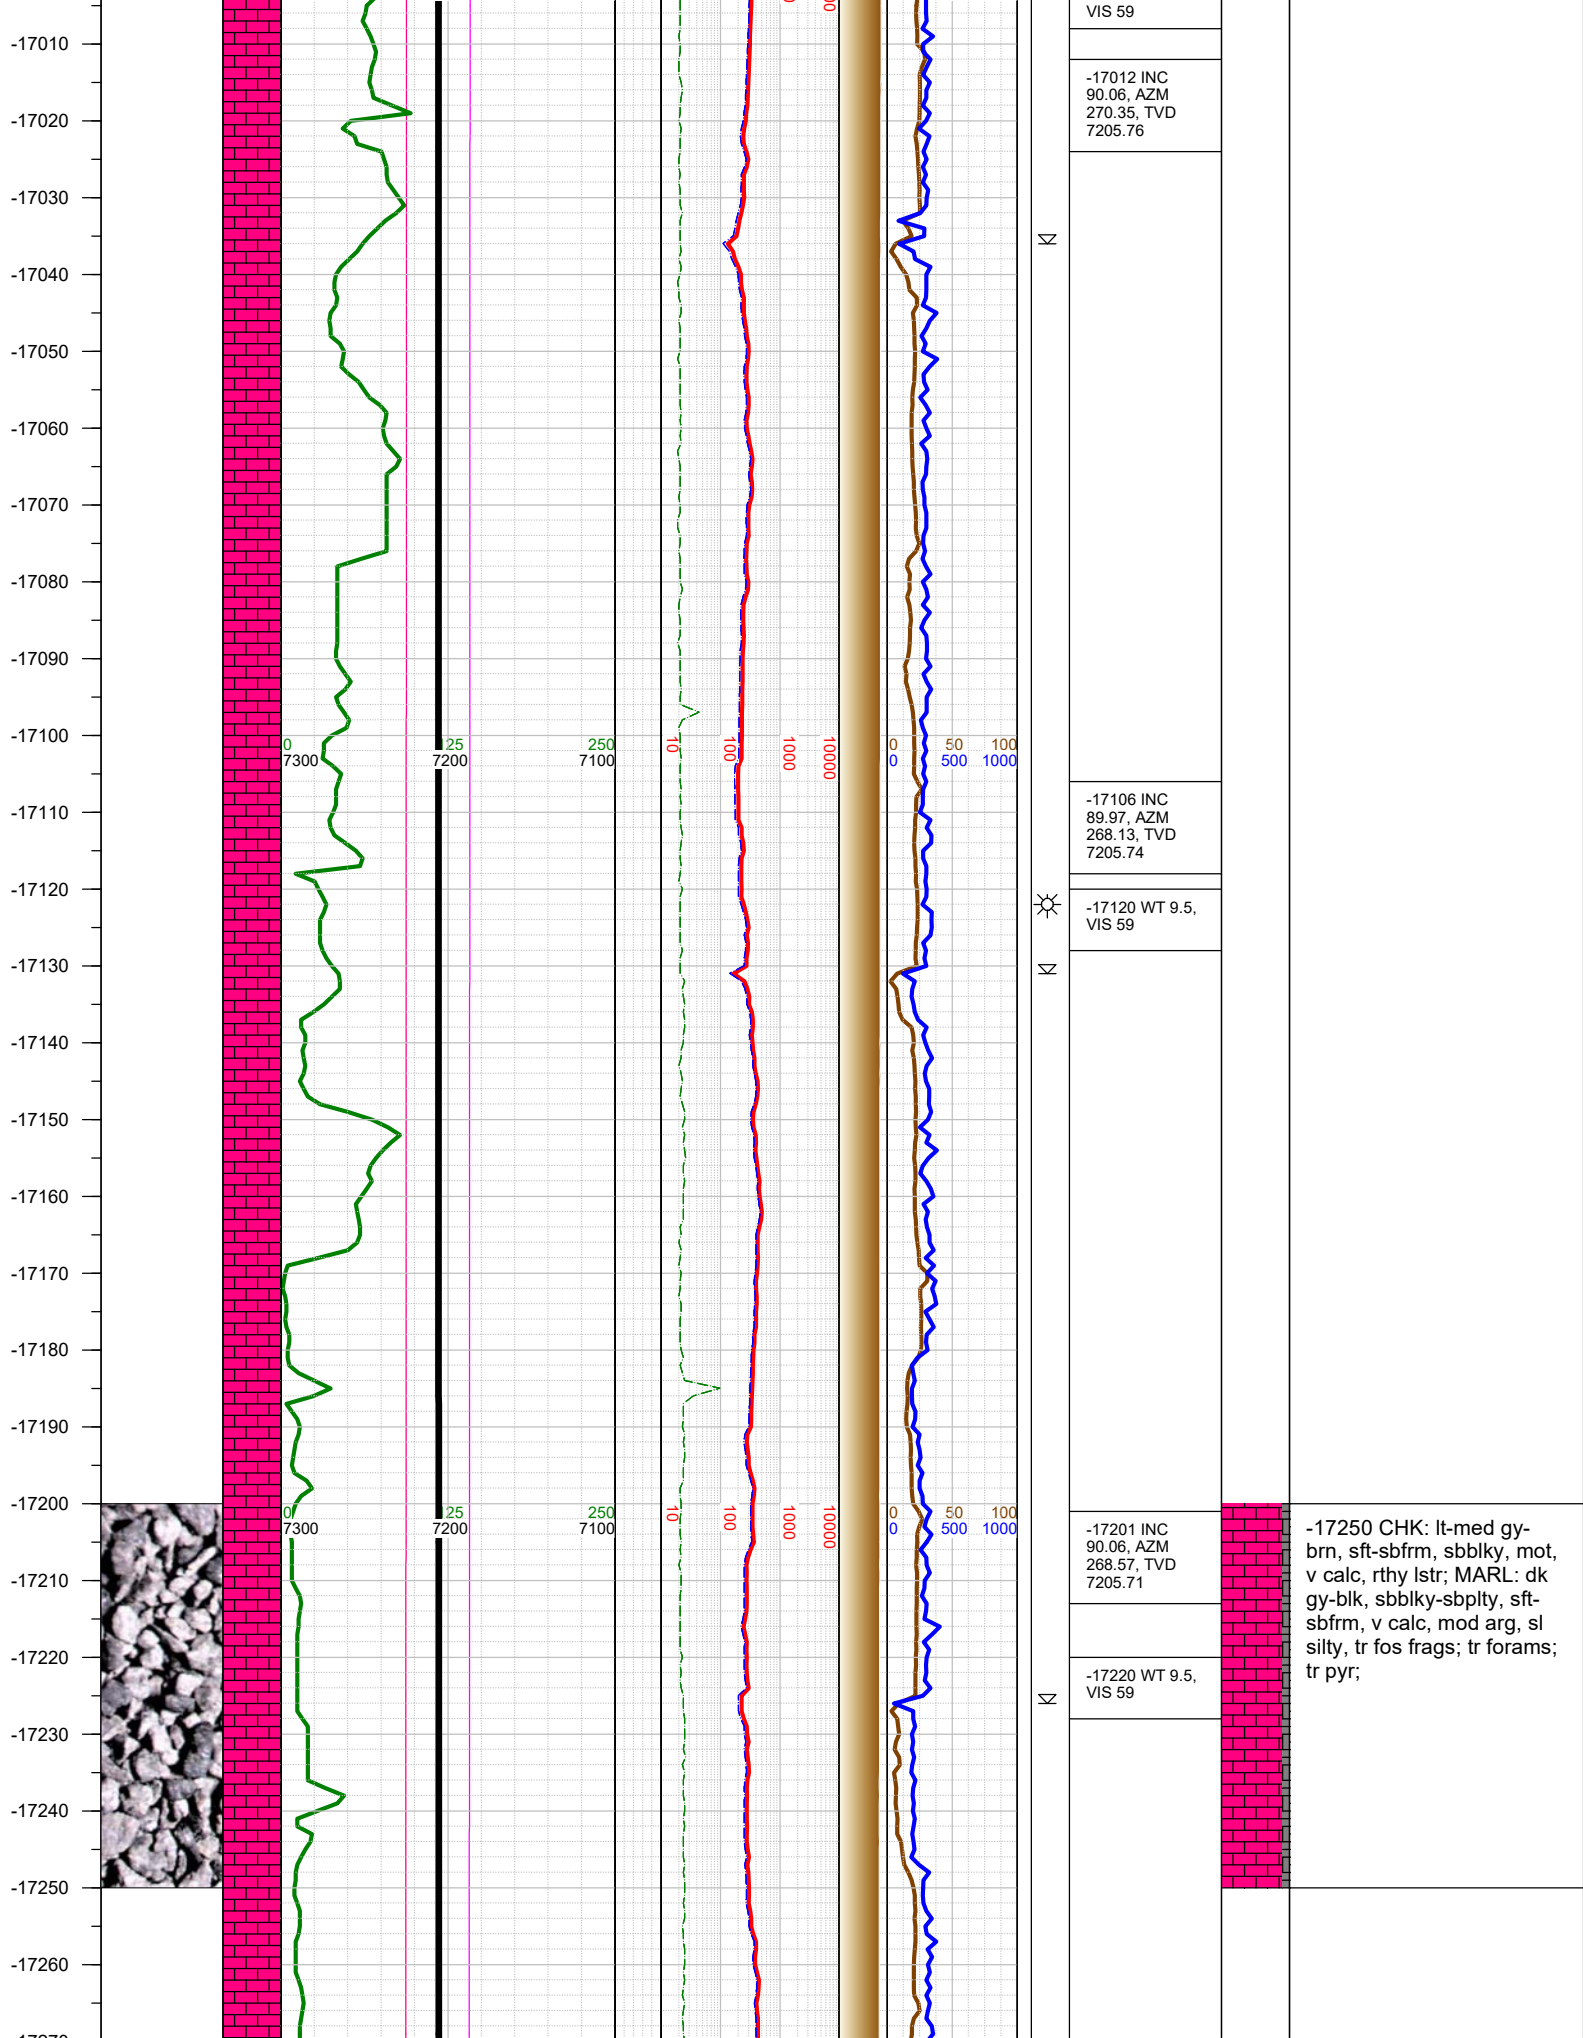 VIS 59
-17010
-17012 INC
90.06, AZM
270.35, TVD
7205.76
-17020
-17030
-17040
-17050
-17060
-17070
-17080
-17090
-17100
0 125 250
7300 7200 7100
10 100 1000 10000
0 50 100
0 500 1000
-17106 INC
89.97, AZM
268.13, TVD
7205.74
-17110
-17120
-17120 WT 9.5,
VIS 59
-17130
-17140
-17150
-17160
-17170
-17180
-17190
-17200
0 125 250
7300 7200 7100
10 100 1000 10000
0 50 100
0 500 1000
-17201 INC
90.06, AZM
268.57, TVD
7205.71
-17250 CHK: lt-med gy-
brn, sft-sbfrm, sbblky, mot,
v calc, rthy lstr; MARL: dk
gy-blk, sbblky-sbplty, sft-
sbfrm, v calc, mod arg, sl
silty, tr fos frags; tr forams;
tr pyr;
-17210
-17220
-17220 WT 9.5,
VIS 59
-17230
-17240
-17250
-17260